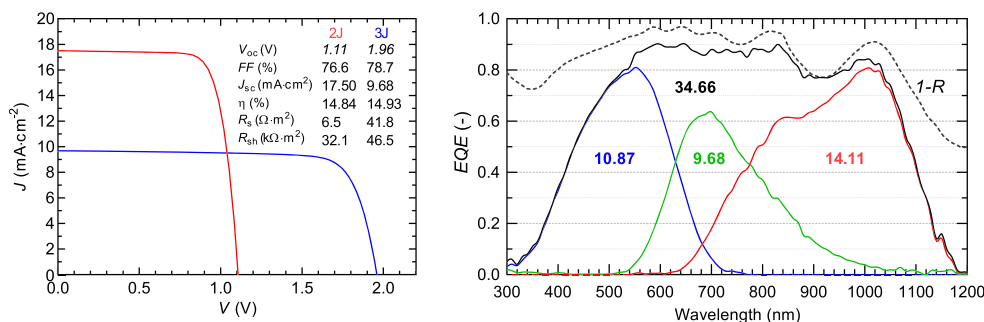 2J 3J
Voc (V) 1.11 1.96
FF (%) 76.6 78.7
Jsc (mA·cm²) 17.50 9.68
η (%) 14.84 14.93
Rs (Ω·m²) 6.5 41.8
Rsh (kΩ·m²) 32.1 46.5
20
18
16
14
12
10
8
6
4
2
0
J (mA·cm⁻²)
0.0 0.5 1.0 1.5 2.0
V (V)
1.0
0.8
0.6
0.4
0.2
0.0
EQE (-)
34.66
1-R
10.87
9.68
14.11
300 400 500 600 700 800 900 1000 1100 1200
Wavelength (nm)